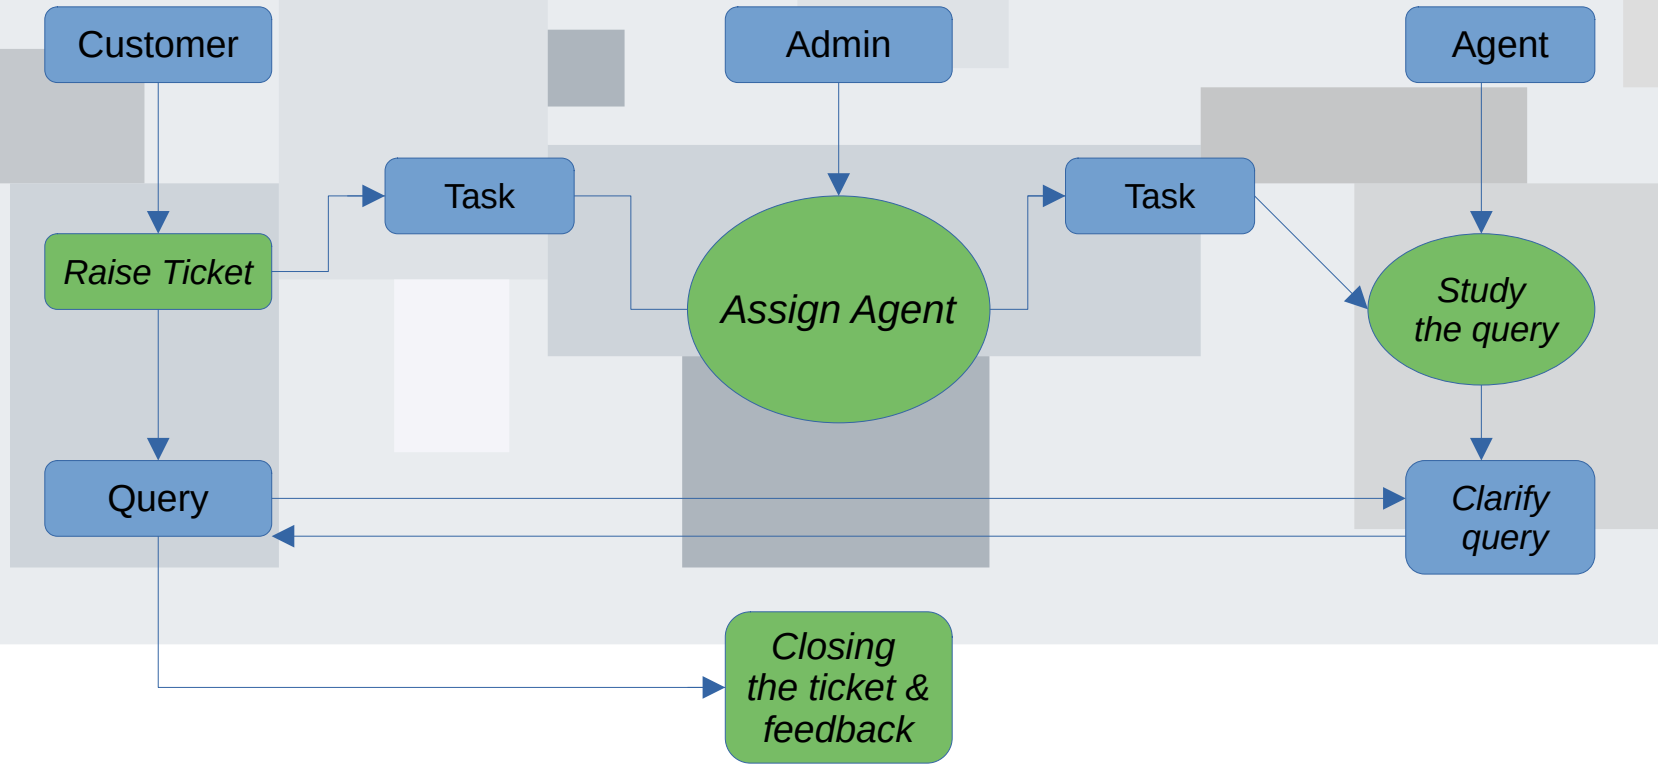 Customer
Admin
Agent
Task
Task
Raise Ticket
Assign Agent
Study
the query
Query
Clarify
query
Closing
the ticket &
feedback